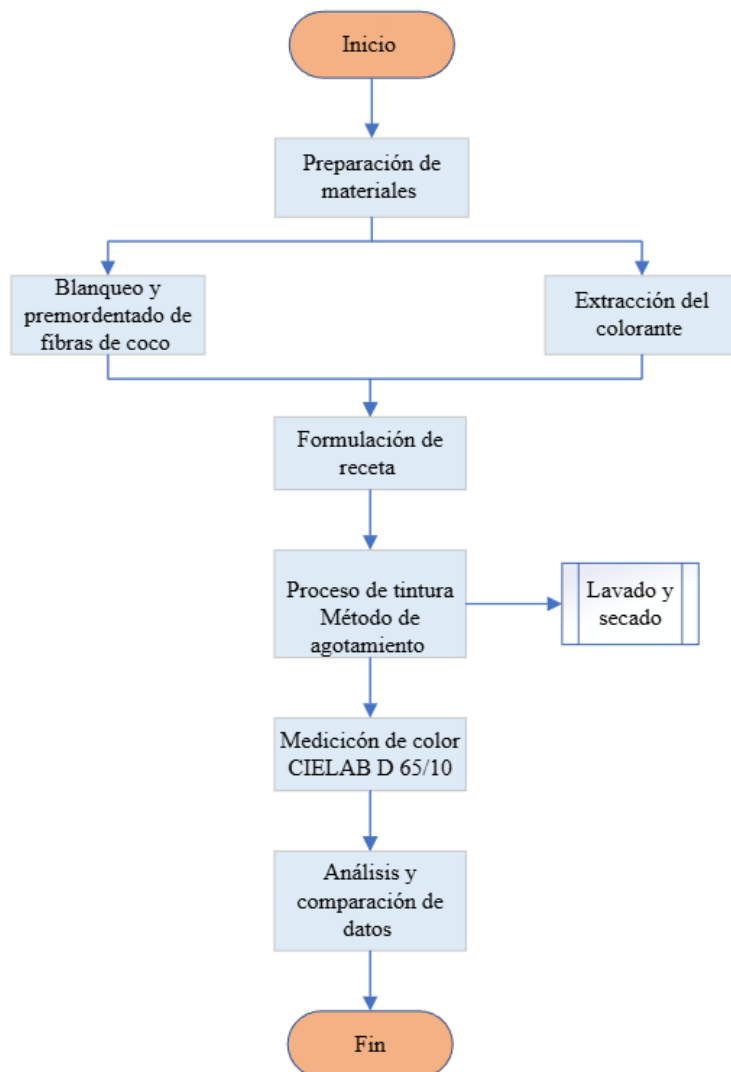 Inicio
Preparación de
materiales
Blanqueo y
premordentado de
fibras de coco
Extracción del
colorante
Formulación de
receta
Proceso de tintura
Método de
agotamiento
Lavado y
secado
Medicicón de color
CIELAB D 65/10
Análisis y
comparación de
datos
Fin